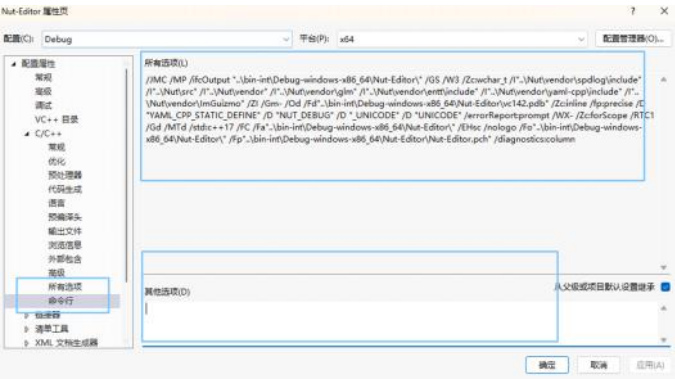 Nut-Editor 属性页
? ×
配置(C): Debug 平台(P): x64 配置管理器(O)...
配置属性
常规
高级
调试
VC++ 目录
C/C++
常规
优化
预处理器
代码生成
语言
预编译头
输出文件
浏览信息
外部包含
高级
所有选项
命令行
链接器
清单工具
XML 文档生成器
所有选项(L)
/JMC /MP /ifcOutput "..\bin-int\Debug-windows-x86_64\Nut-Editor\" /GS /W3 /Zc:wchar_t /I"..\Nut\vendor\spdlog\include"
/I"..\Nut\src" /I"..\Nut\vendor" /I"..\Nut\vendor\glm" /I"..\Nut\vendor\entt\include" /I"..\Nut\vendor\yaml-cpp\include" /I"..
\Nut\vendor\ImGuizmo" /ZI /Gm- /Od /Fd"..\bin-int\Debug-windows-x86_64\Nut-Editor\vc142.pdb" /Zc:inline /fp:precise /D
"YAML_CPP_STATIC_DEFINE" /D "NUT_DEBUG" /D "_UNICODE" /D "UNICODE" /errorReport:prompt /WX- /Zc:forScope /RTC1
/Gd /MTd /std:c++17 /FC /Fa"..\bin-int\Debug-windows-x86_64\Nut-Editor\" /EHsc /nologo /Fo"..\bin-int\Debug-windows-
x86_64\Nut-Editor\" /Fp"..\bin-int\Debug-windows-x86_64\Nut-Editor\Nut-Editor.pch" /diagnostics:column
其他选项(D) 从父级或项目默认设置继承
确定 取消 应用(A)